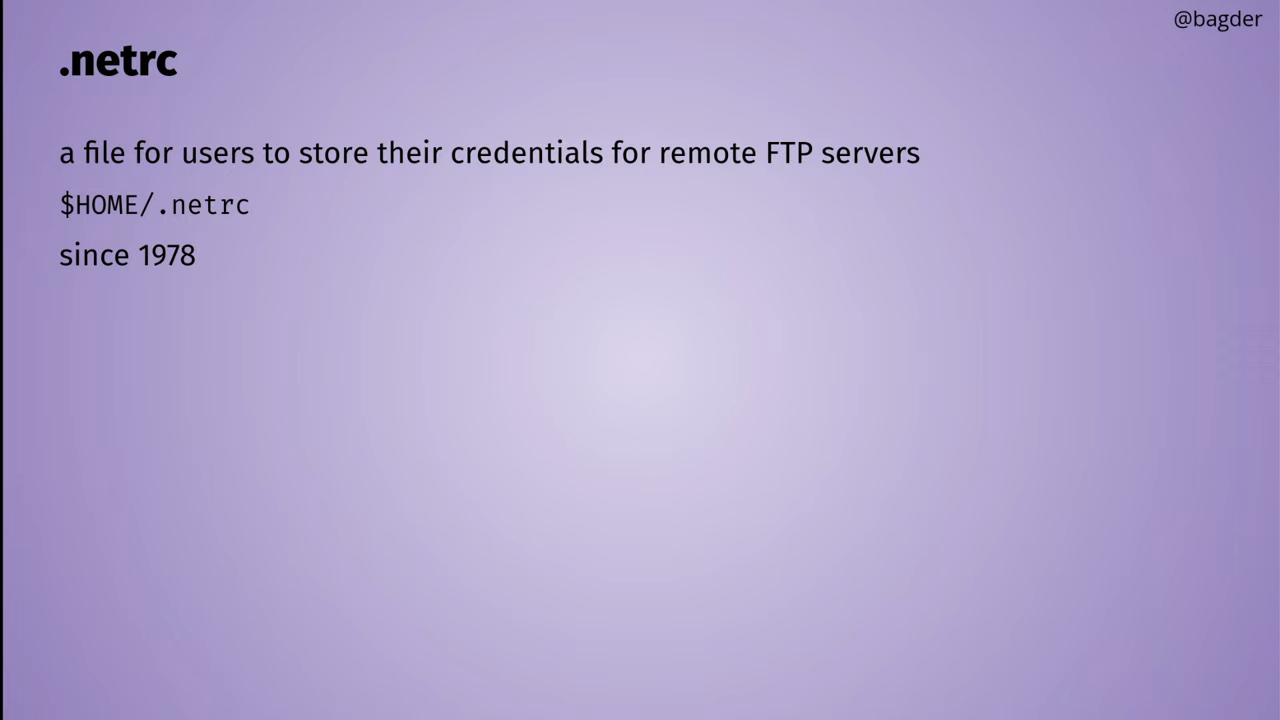 @bagder
.netrc
a file for users to store their credentials for remote FTP servers
$HOME/.netrc
since 1978